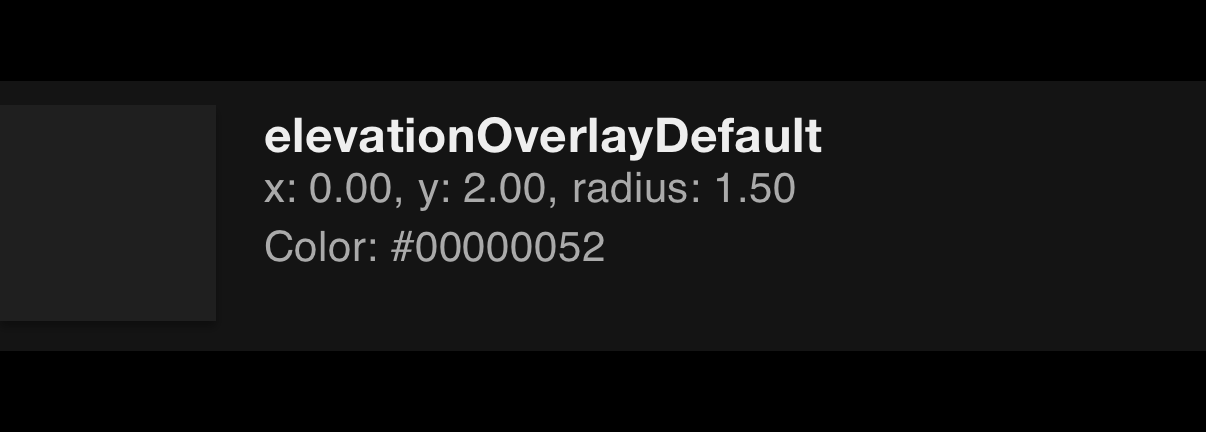 elevationOverlayDefault
x: 0.00, y: 2.00, radius: 1.50
Color: #00000052